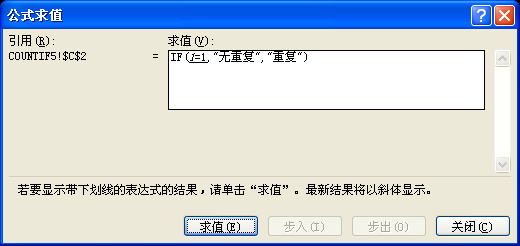 公式求值
引用(R): 求值(V):
COUNTIF5!$C$2 = IF(1=1,"无重复","重复")
若要显示带下划线的表达式的结果，请单击“求值”。最新结果将以斜体显示。
求值(E) 步入(I) 步出(O) 关闭(C)